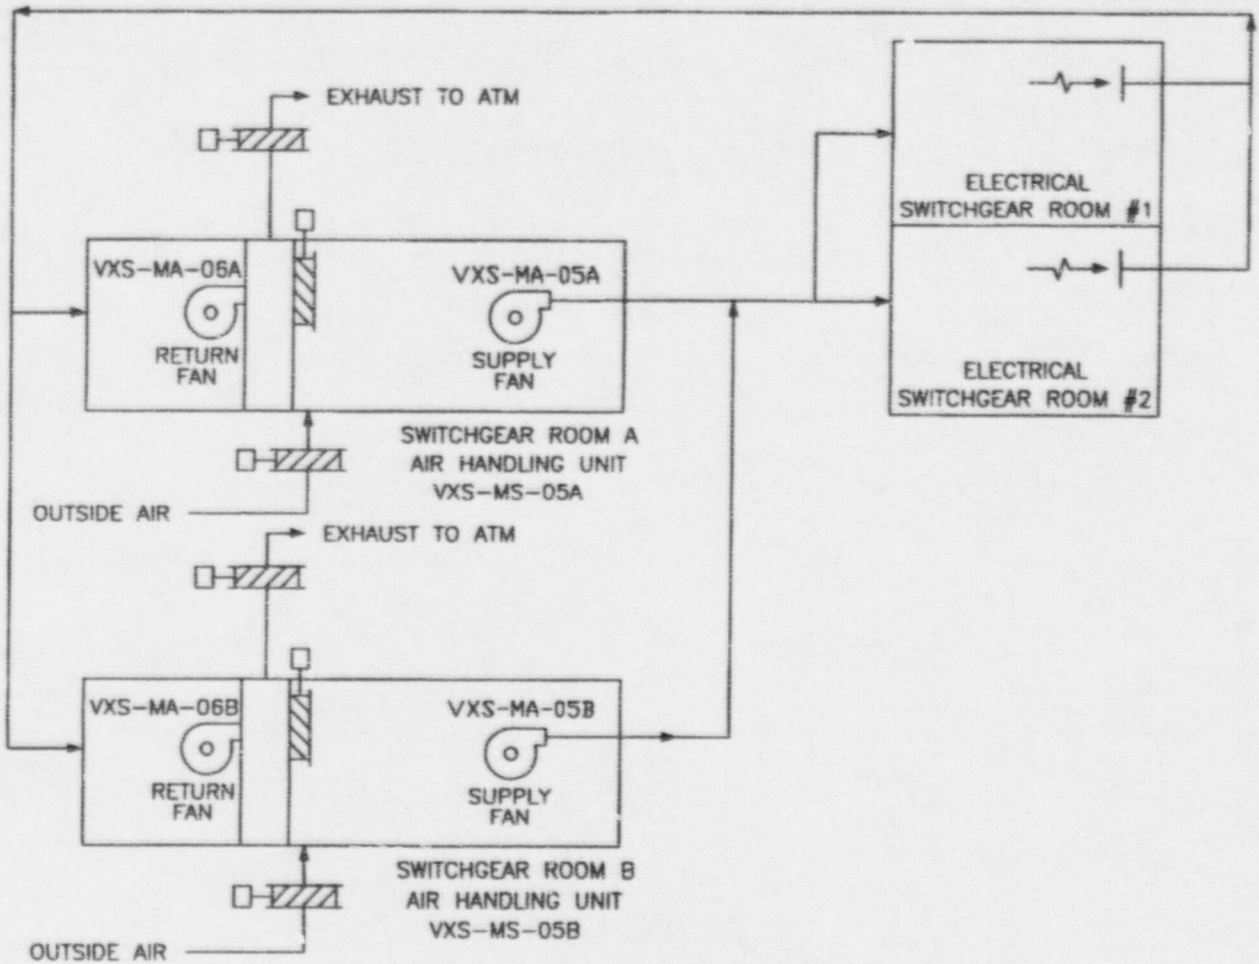 EXHAUST TO ATM
ELECTRICAL
SWITCHGEAR ROOM #1
VXS-MA-06A
RETURN
FAN
VXS-MA-05A
SUPPLY
FAN
ELECTRICAL
SWITCHGEAR ROOM #2
SWITCHGEAR ROOM A
AIR HANDLING UNIT
VXS-MS-05A
OUTSIDE AIR
EXHAUST TO ATM
VXS-MA-06B
RETURN
FAN
VXS-MA-05B
SUPPLY
FAN
SWITCHGEAR ROOM B
AIR HANDLING UNIT
VXS-MS-05B
OUTSIDE AIR